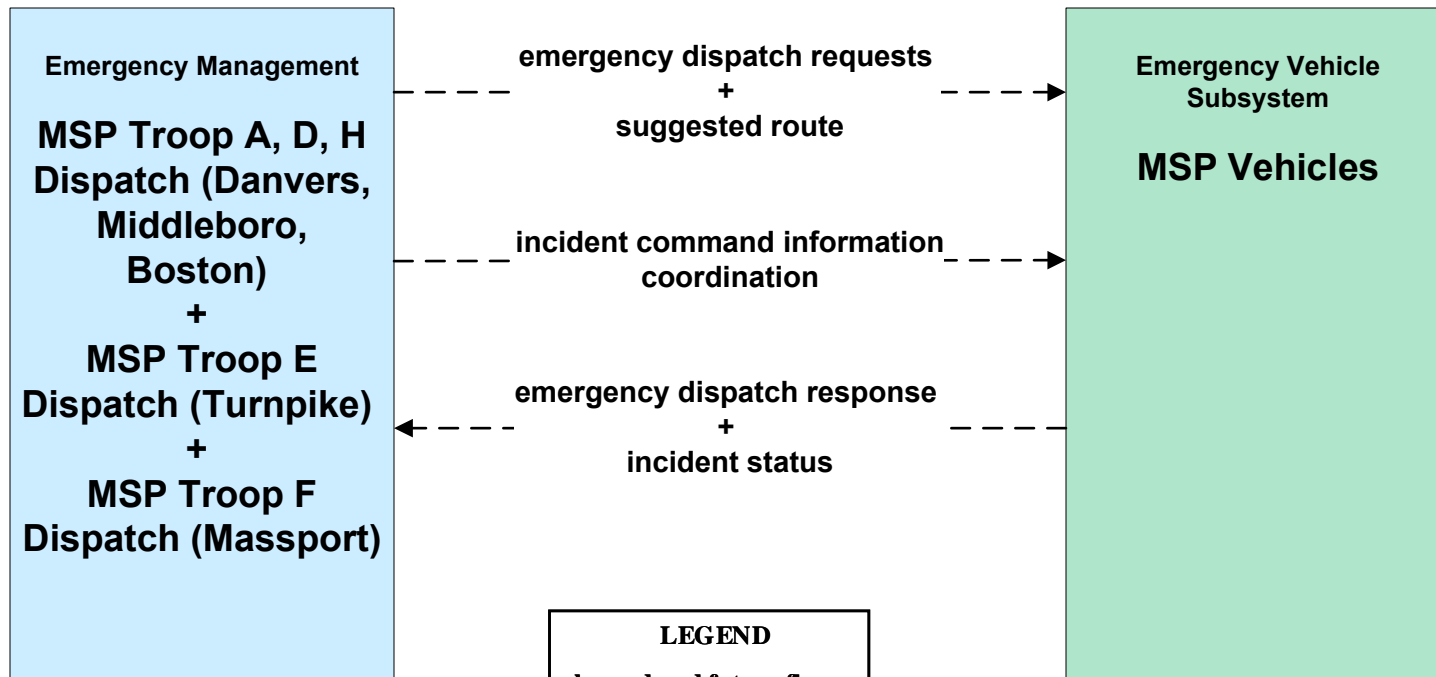 Emergency Management
MSP Troop A, D, H
Dispatch (Danvers,
Middleboro,
Boston)
+
MSP Troop E
Dispatch (Turnpike)
+
MSP Troop F
Dispatch (Massport)
emergency dispatch requests
+
suggested route
incident command information
coordination
emergency dispatch response
+
incident status
Emergency Vehicle
Subsystem
MSP Vehicles
LEGEND